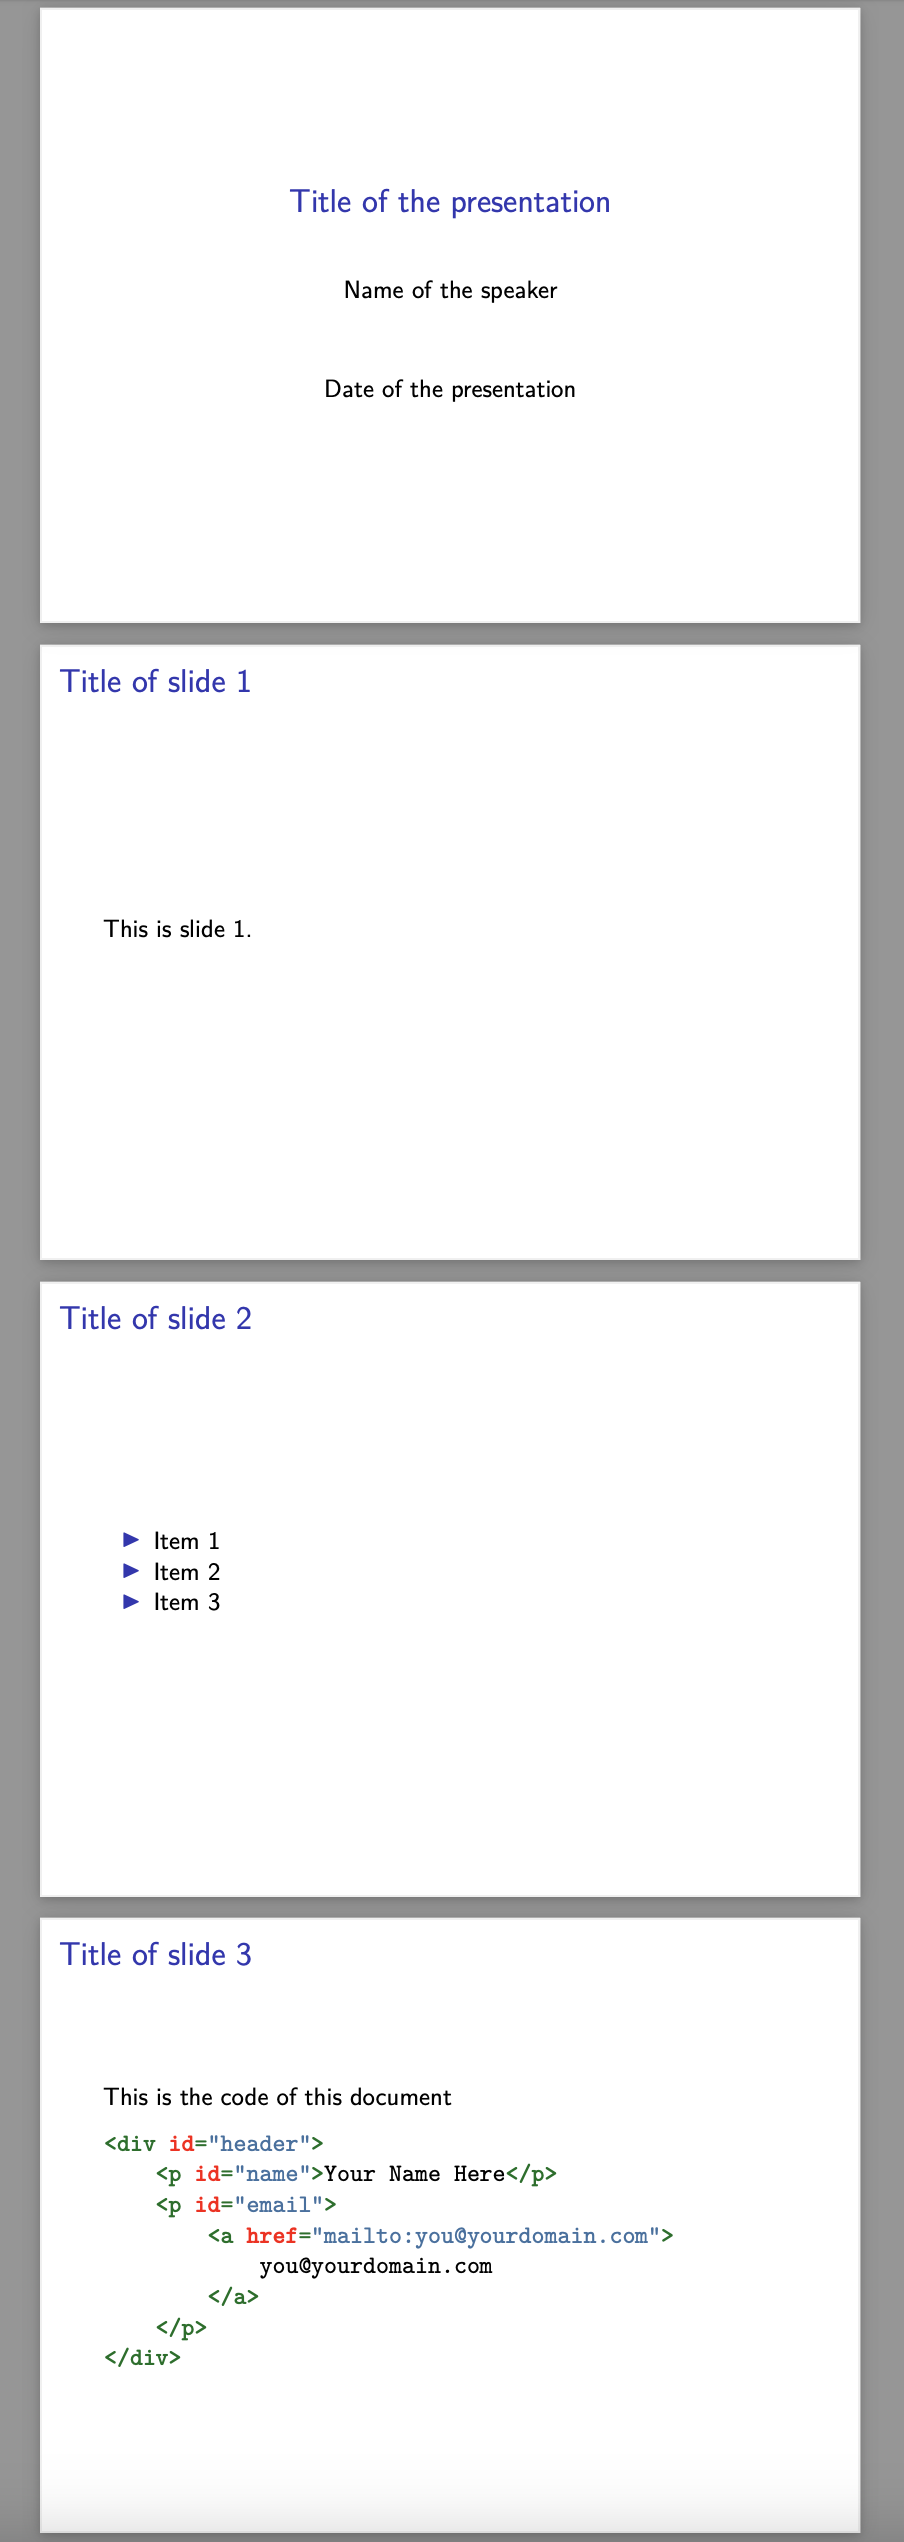 Title of the presentation
Name of the speaker
Date of the presentation
Title of slide 1
This is slide 1.
Title of slide 2
Item 1
Item 2
Item 3
Title of slide 3
This is the code of this document
<div id="header">
    <p id="name">Your Name Here</p>
    <p id="email">
        <a href="mailto:you@yourdomain.com">
            you@yourdomain.com
        </a>
    </p>
</div>